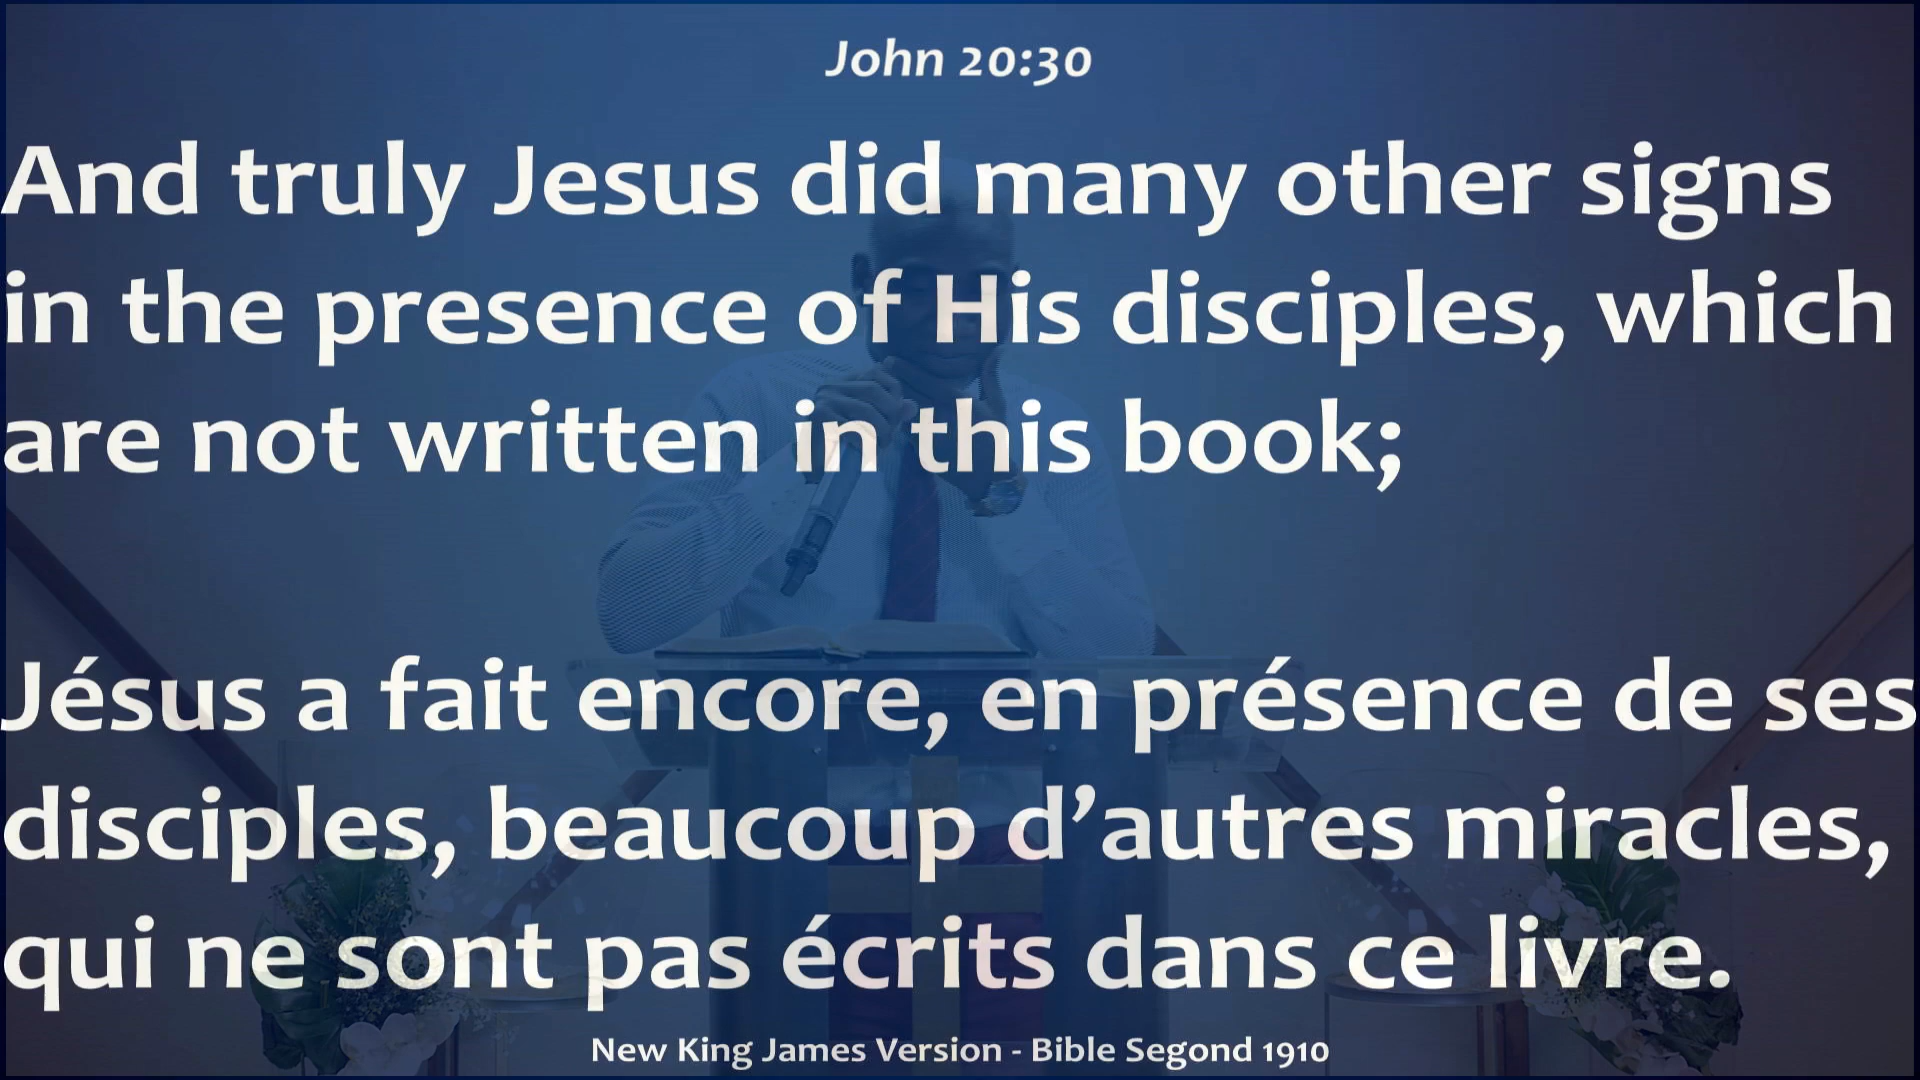 John 20:30
And truly Jesus did many other signs
in the presence of His disciples, which
are not written in this book;
Jésus a fait encore, en présence de ses
disciples, beaucoup d’autres miracles,
qui ne sont pas écrits dans ce livre.
New King James Version - Bible Segond 1910